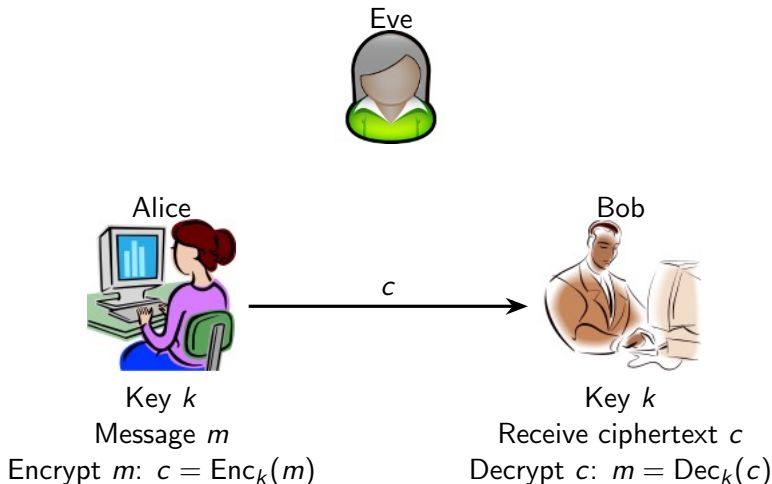 Eve
Alice
Bob
c
Key k
Message m
Encrypt m: c = Enc_k(m)
Key k
Receive ciphertext c
Decrypt c: m = Dec_k(c)